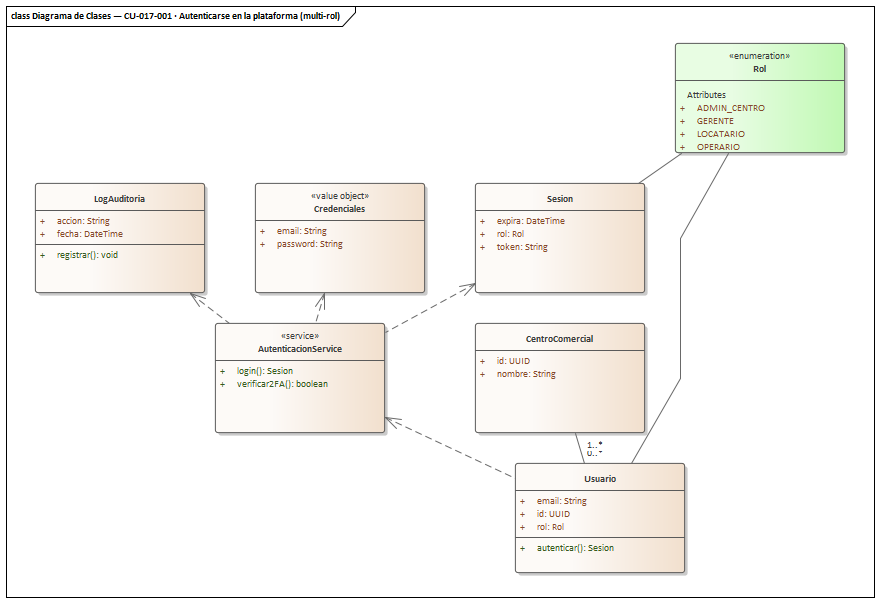 class Diagrama de Clases — CU-017-001 · Autenticarse en la plataforma (multi-rol)
«enumeration»
Rol
Attributes
+ ADMIN_CENTRO
+ GERENTE
+ LOCATARIO
+ OPERARIO
LogAuditoria
+ accion: String
+ fecha: DateTime
+ registrar(): void
«value object»
Credenciales
+ email: String
+ password: String
Sesion
+ expira: DateTime
+ rol: Rol
+ token: String
«service»
AutenticacionService
+ login(): Sesion
+ verificar2FA(): boolean
CentroComercial
+ id: UUID
+ nombre: String
1..*
0..*
Usuario
+ email: String
+ id: UUID
+ rol: Rol
+ autenticar(): Sesion